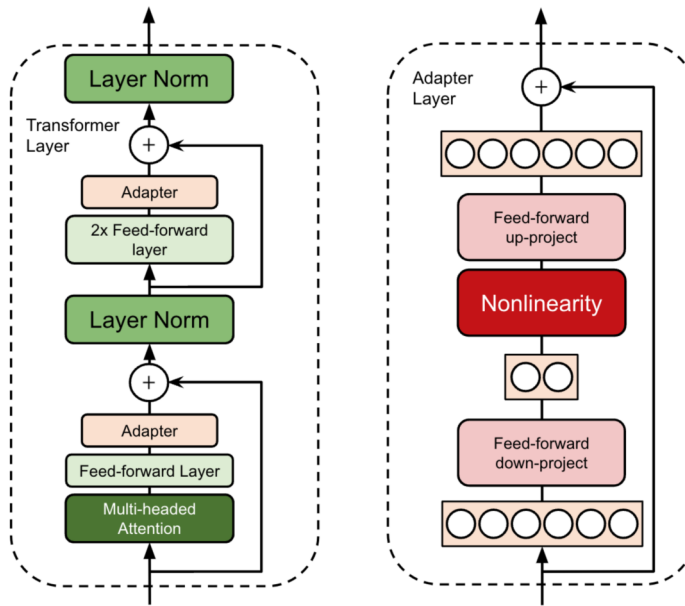 Layer Norm
Transformer
Layer
+
Adapter
2x Feed-forward
layer
Layer Norm
+
Adapter
Feed-forward Layer
Multi-headed
Attention
Adapter
Layer
+
Feed-forward
up-project
Nonlinearity
Feed-forward
down-project